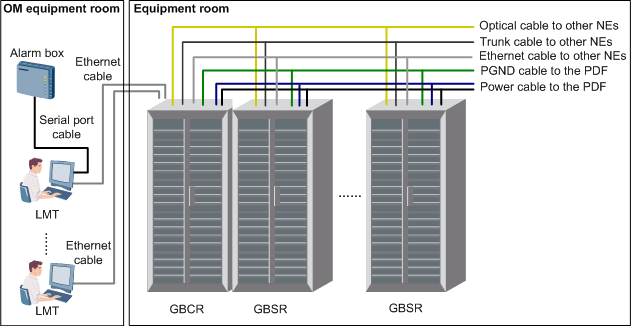 OM equipment room
Equipment room
Alarm box
Ethernet
cable
Serial port
cable
LMT
......
Ethernet
cable
LMT
Optical cable to other NEs
Trunk cable to other NEs
Ethernet cable to other NEs
PGND cable to the PDF
Power cable to the PDF
......
GBCR
GBSR
GBSR